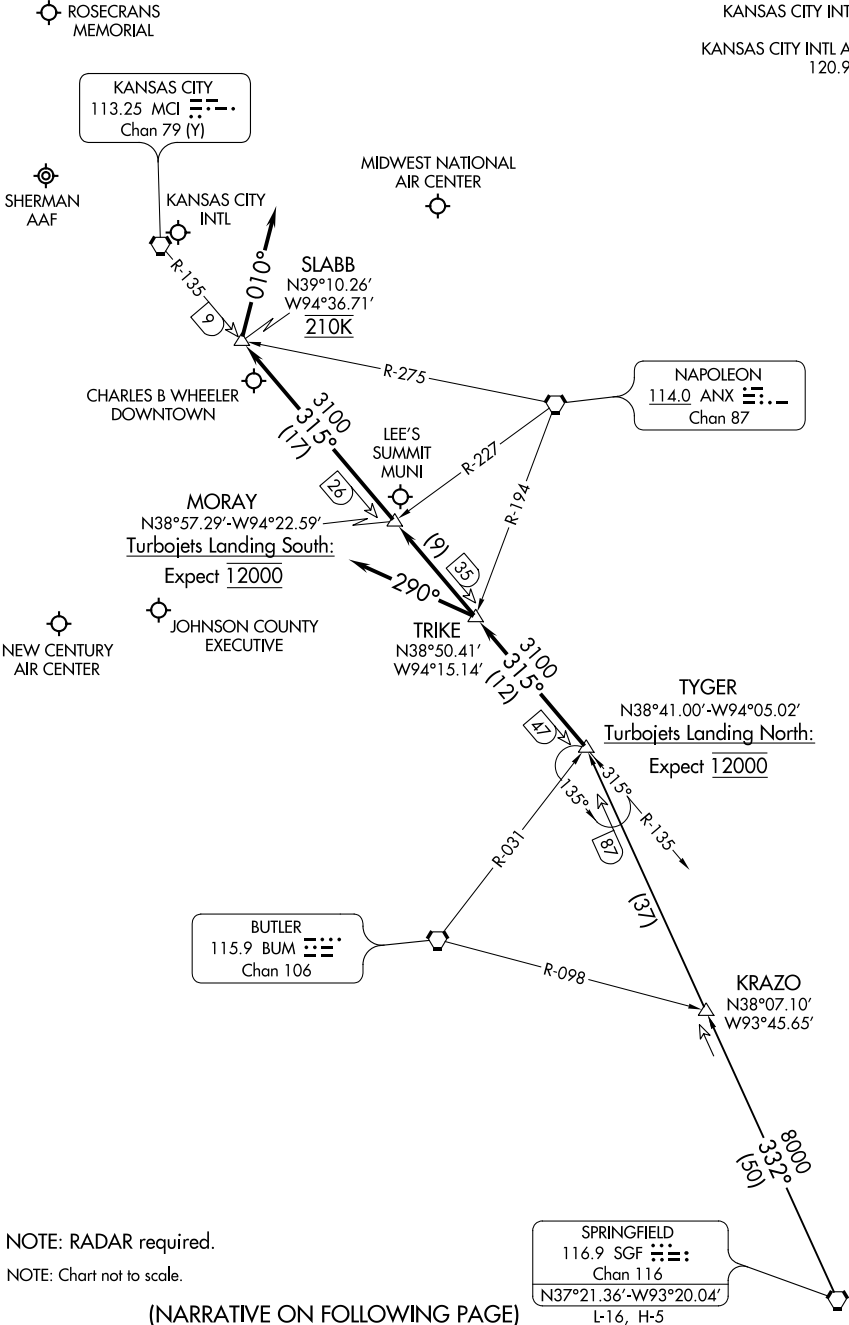 ROSECRANS
MEMORIAL
KANSAS CITY INT
KANSAS CITY INTL A
120.9
KANSAS CITY
113.25 MCI
Chan 79 (Y)
SHERMAN
AAF
KANSAS CITY
INTL
MIDWEST NATIONAL
AIR CENTER
R-135
9
010°
SLABB
N39°10.26′
W94°36.71′
210K
R-275
NAPOLEON
114.0 ANX
Chan 87
CHARLES B WHEELER
DOWNTOWN
3100
315°
(17)
LEE'S
SUMMIT
MUNI
R-227
R-194
26
MORAY
N38°57.29′-W94°22.59′
Turbojets Landing South:
Expect 12000
(9)
35
290°
NEW CENTURY
AIR CENTER
JOHNSON COUNTY
EXECUTIVE
TRIKE
N38°50.41′
W94°15.14′
3100
315°
(12)
TYGER
N38°41.00′-W94°05.02′
Turbojets Landing North:
Expect 12000
47
315°
135°
R-135
87
R-031
(37)
BUTLER
115.9 BUM
Chan 106
R-098
KRAZO
N38°07.10′
W93°45.65′
8000
332°
(50)
NOTE: RADAR required.
NOTE: Chart not to scale.
SPRINGFIELD
116.9 SGF
Chan 116
N37°21.36′-W93°20.04′
L-16, H-5
(NARRATIVE ON FOLLOWING PAGE)